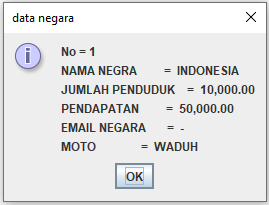 data negara
No = 1
NAMA NEGRA = INDONESIA
JUMLAH PENDUDUK = 10,000.00
PENDAPATAN = 50,000.00
EMAIL NEGARA = -
MOTO = WADUH
OK